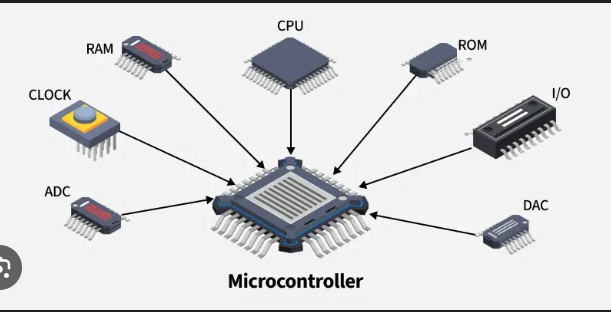 CPU
RAM
ROM
CLOCK
I/O
ADC
DAC
Microcontroller